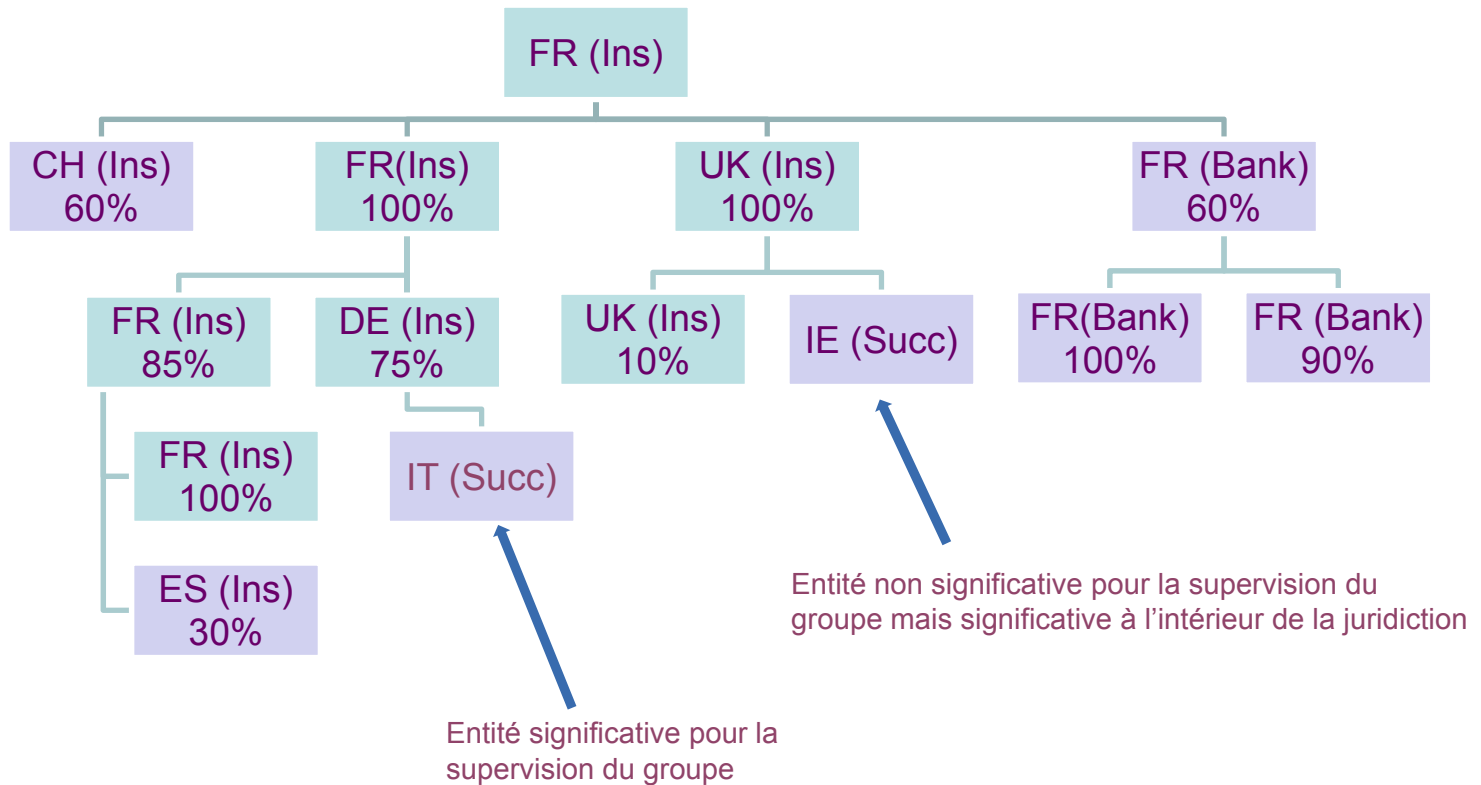 FR (Ins)
CH (Ins)
60%
FR(Ins)
100%
UK (Ins)
100%
FR (Bank)
60%
FR (Ins)
85%
DE (Ins)
75%
UK (Ins)
10%
IE (Succ)
FR(Bank)
100%
FR (Bank)
90%
FR (Ins)
100%
IT (Succ)
ES (Ins)
30%
Entité non significative pour la supervision du
groupe mais significative à l’intérieur de la juridiction
Entité significative pour la
supervision du groupe